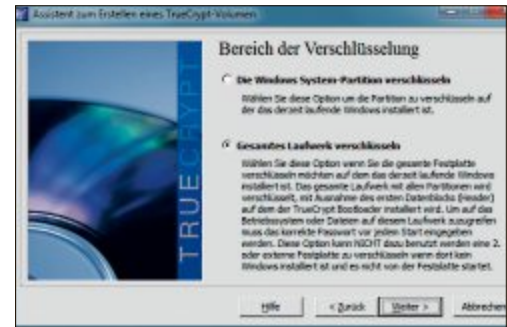 Assistent zum Erstellen eines TrueCrypt-Volumen
TRUECRYPT
Bereich der Verschlüsselung
Die Windows System-Partition verschlüsseln
Wählen Sie diese Option um die Partition zu verschlüsseln auf
der das derzeit laufende Windows installiert ist.
Gesamtes Laufwerk verschlüsseln
Wählen Sie diese Option wenn Sie die gesamte Festplatte
verschlüsseln möchten auf dem das derzeit laufende Windows
installiert ist. Das gesamte Laufwerk mit allen Partitionen wird
verschlüsselt, mit Ausnahme des ersten Datenblocks (Header)
auf dem der TrueCrypt Bootloader installiert wird. Um auf das
Betriebssystem oder Dateien auf diesem Laufwerk zuzugreifen
muss das korrekte Passwort vor jedem Start eingegeben
werden. Diese Option kann NICHT dazu benutzt werden eine 2.
oder externe Festplatte zu verschlüsseln wenn dort kein
Windows installiert ist und es nicht von der Festplatte startet.
Hilfe
< Zurück
Weiter >
Abbrechen